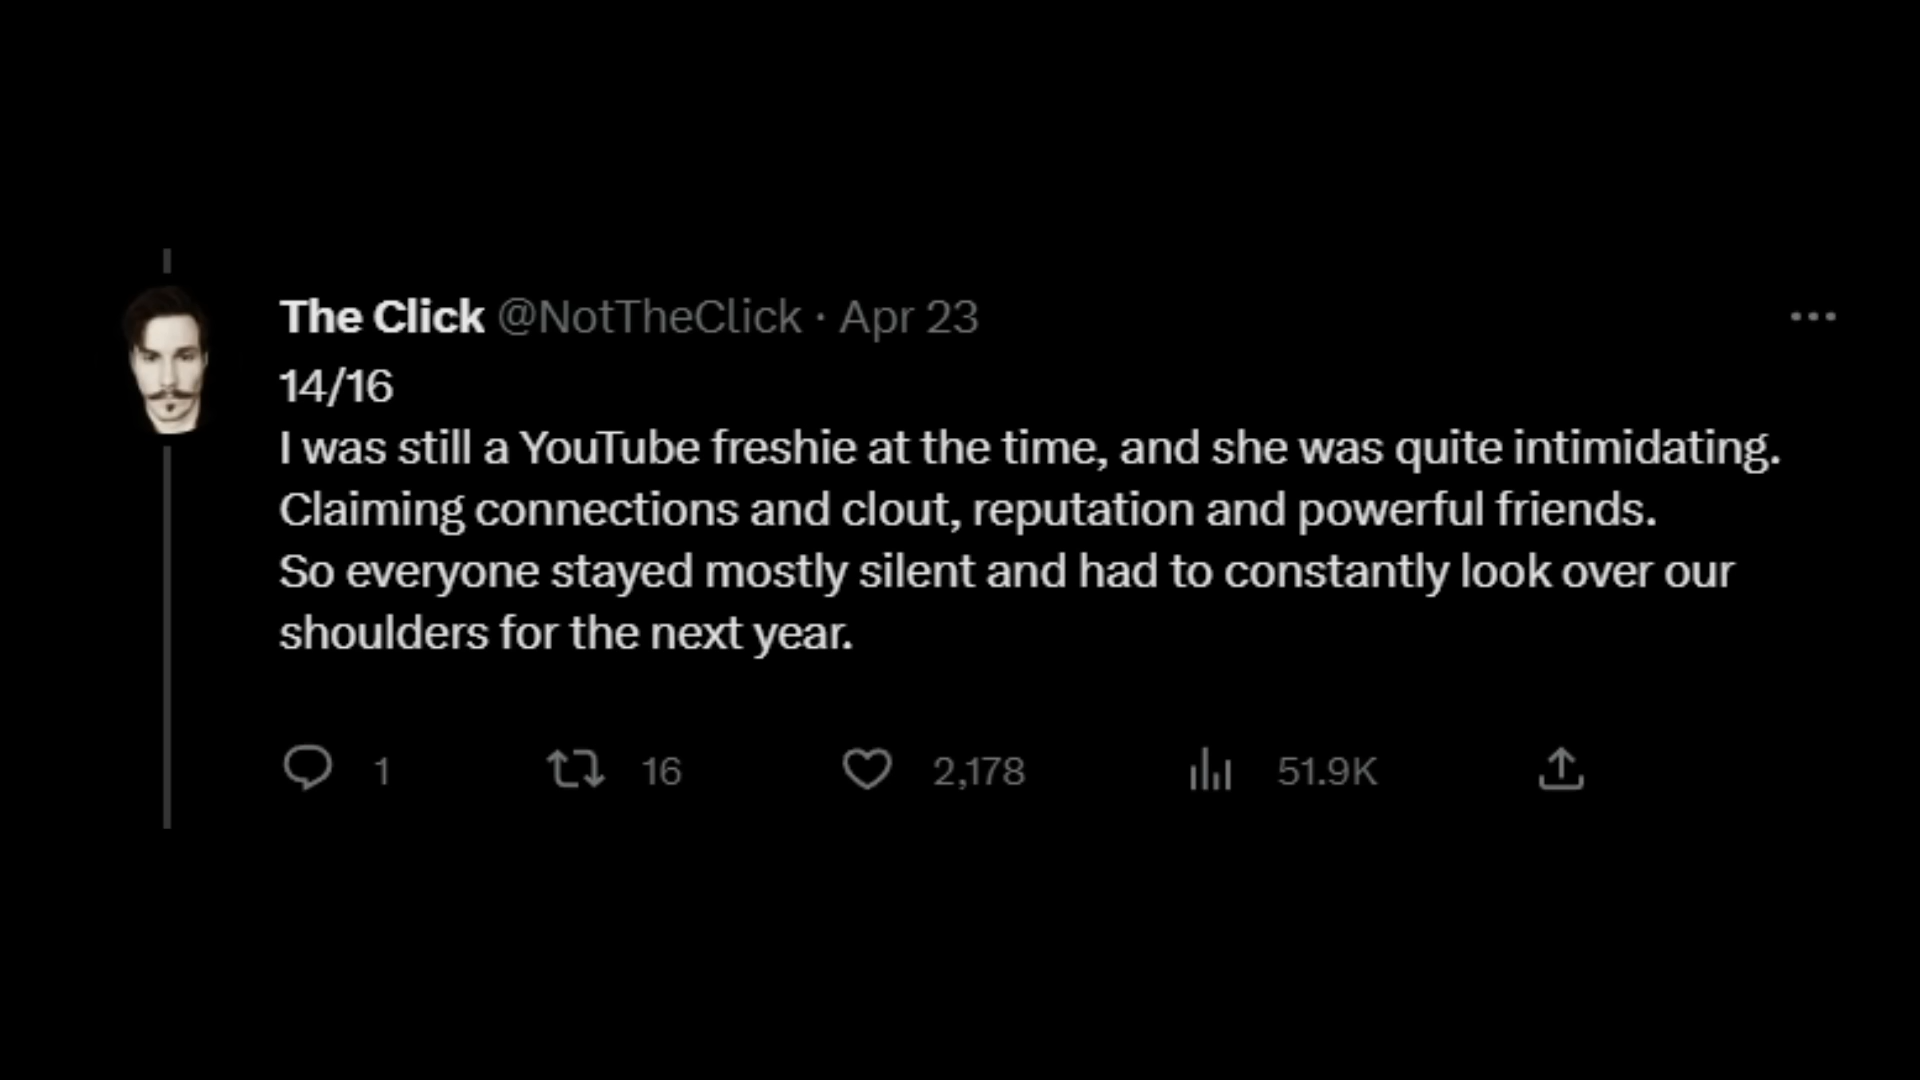 The Click @NotTheClick · Apr 23
14/16
I was still a YouTube freshie at the time, and she was quite intimidating.
Claiming connections and clout, reputation and powerful friends.
So everyone stayed mostly silent and had to constantly look over our
shoulders for the next year.
1 16 2,178 51.9K